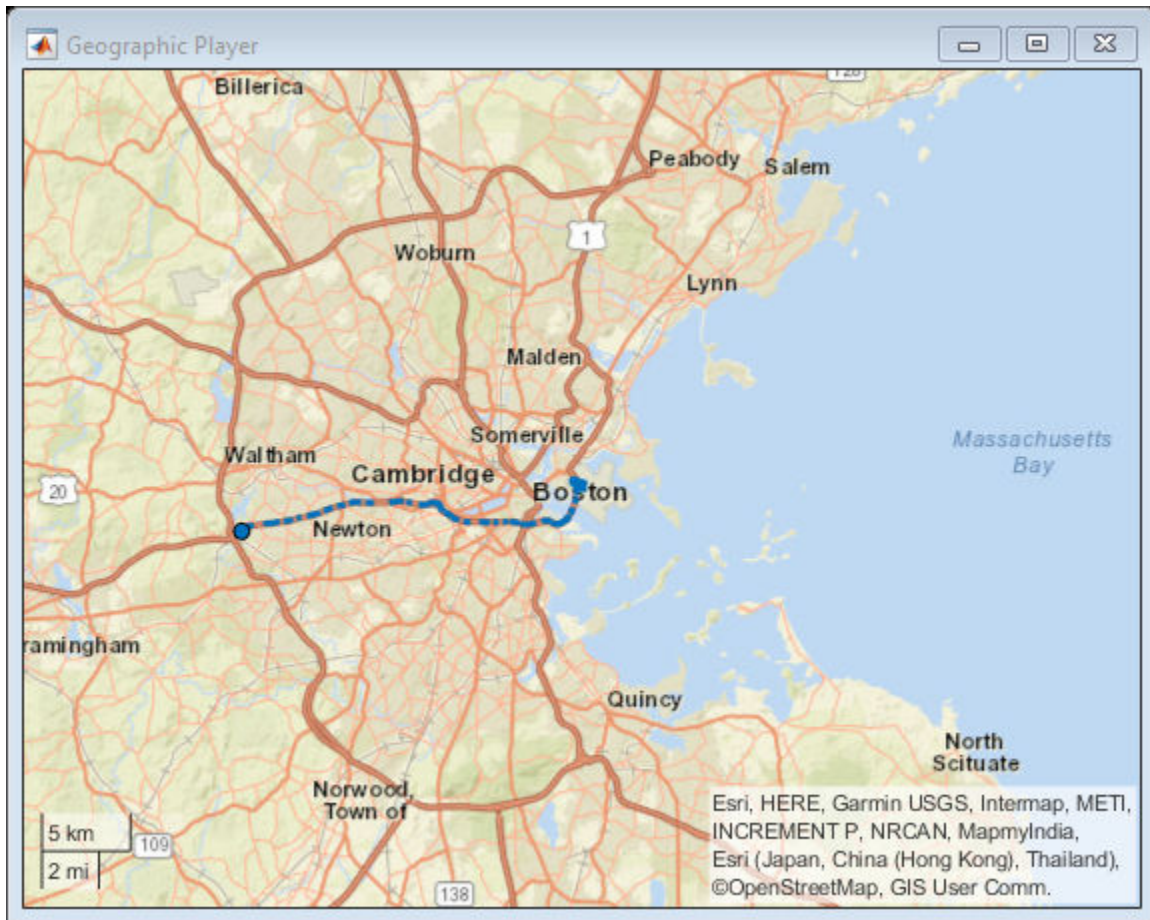 Geographic Player
128
Billerica
Peabody
Salem
1
Woburn
Lynn
Malden
Somerville
Massachusetts
Bay
Waltham
Cambridge
20
Boston
Newton
ramingham
Quincy
North
Scituate
Norwood,
Town of
5 km
109
2 mi
138
Esri, HERE, Garmin USGS, Intermap, METI,
INCREMENT P, NRCAN, MapmyIndia,
Esri (Japan, China (Hong Kong), Thailand),
©OpenStreetMap, GIS User Comm.